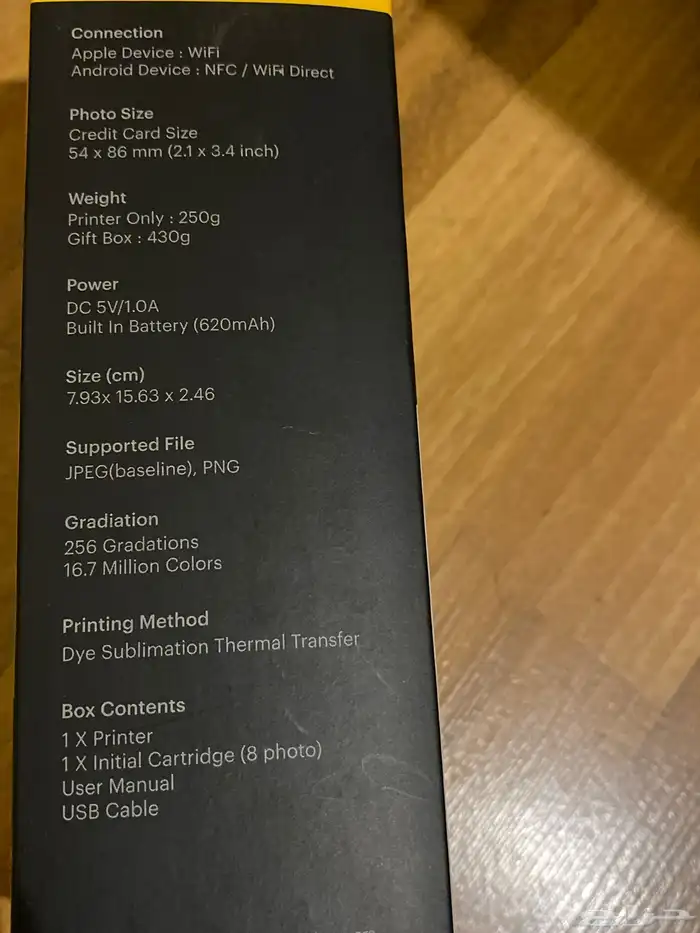 Connection
Apple Device : WiFi
Android Device : NFC / WiFi Direct
Photo Size
Credit Card Size
54 x 86 mm (2.1 x 3.4 inch)
Weight
Printer Only : 250g
Gift Box : 430g
Power
DC 5V/1.0A
Built In Battery (620mAh)
Size (cm)
7.93x 15.63 x 2.46
Supported File
JPEG(baseline), PNG
Gradiation
256 Gradations
16.7 Million Colors
Printing Method
Dye Sublimation Thermal Transfer
Box Contents
1 X Printer
1 X Initial Cartridge (8 photo)
User Manual
USB Cable